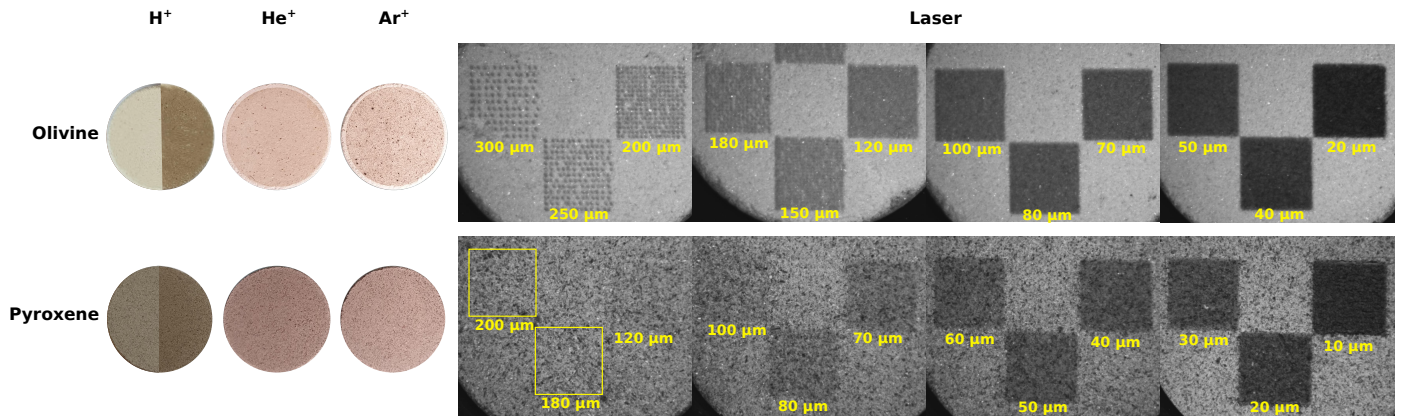 H⁺ He⁺ Ar⁺ Laser
Olivine
300 µm 200 µm 180 µm 120 µm 100 µm 70 µm 50 µm 20 µm
250 µm 150 µm 80 µm 40 µm
Pyroxene
200 µm 120 µm 100 µm 70 µm 60 µm 40 µm 30 µm 10 µm
180 µm 80 µm 50 µm 20 µm